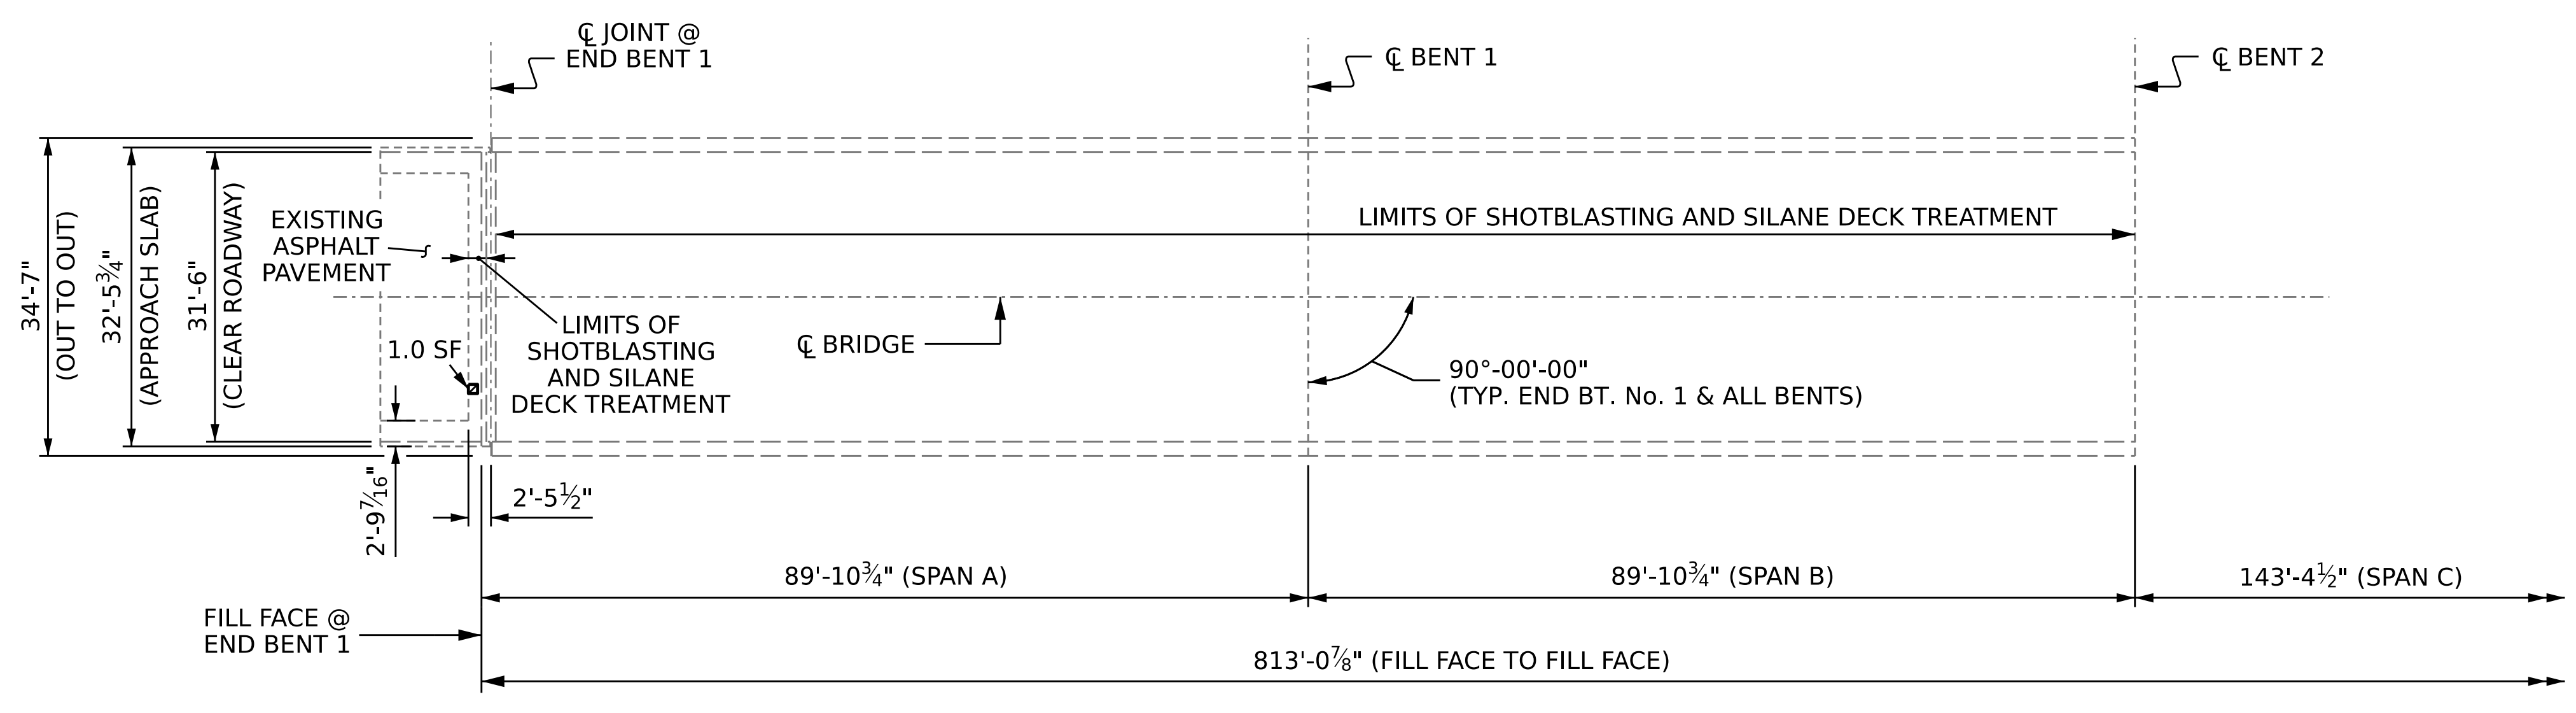 ℄ JOINT @
END BENT 1
℄ BENT 1
℄ BENT 2
34'-7"
(OUT TO OUT)
32'-5¾"
(APPROACH SLAB)
31'-6"
(CLEAR ROADWAY)
EXISTING
ASPHALT
PAVEMENT
LIMITS OF SHOTBLASTING AND SILANE DECK TREATMENT
LIMITS OF
SHOTBLASTING
AND SILANE
DECK TREATMENT
1.0 SF
℄ BRIDGE
90°-00'-00"
(TYP. END BT. No. 1 & ALL BENTS)
2'-9⁷⁄₁₆"
2'-5½"
89'-10¾" (SPAN A)
89'-10¾" (SPAN B)
143'-4½" (SPAN C)
FILL FACE @
END BENT 1
813'-0⅞" (FILL FACE TO FILL FACE)